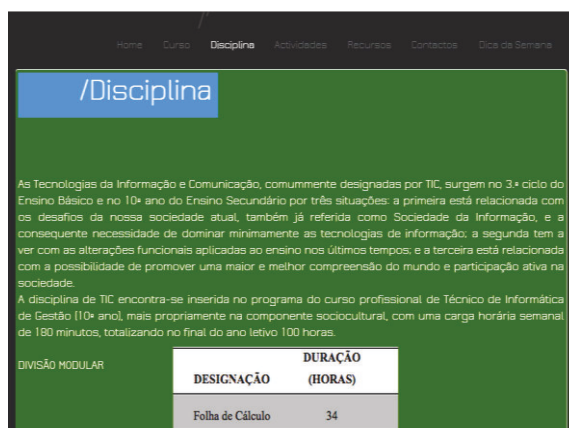 Home Curso Disciplina Actividades Recursos Contactos Dica da Semana
/Disciplina
As Tecnologias da Informação e Comunicação, comummente designadas por TIC, surgem no 3.º ciclo do
Ensino Básico e no 10º ano do Ensino Secundário por três situações: a primeira está relacionada com
os desafios da nossa sociedade atual, também já referida como Sociedade da Informação, e a
consequente necessidade de dominar minimamente as tecnologias de informação; a segunda tem a
ver com as alterações funcionais aplicadas ao ensino nos últimos tempos; e a terceira está relacionada
com a possibilidade de promover uma maior e melhor compreensão do mundo e participação ativa na
sociedade.
A disciplina de TIC encontra-se inserida no programa do curso profissional de Técnico de Informática
de Gestão (10º ano), mais propriamente na componente sociocultural, com uma carga horária semanal
de 180 minutos, totalizando no final do ano letivo 100 horas.
DIVISÃO MODULAR
DESIGNAÇÃO DURAÇÃO (HORAS)
Folha de Cálculo 34